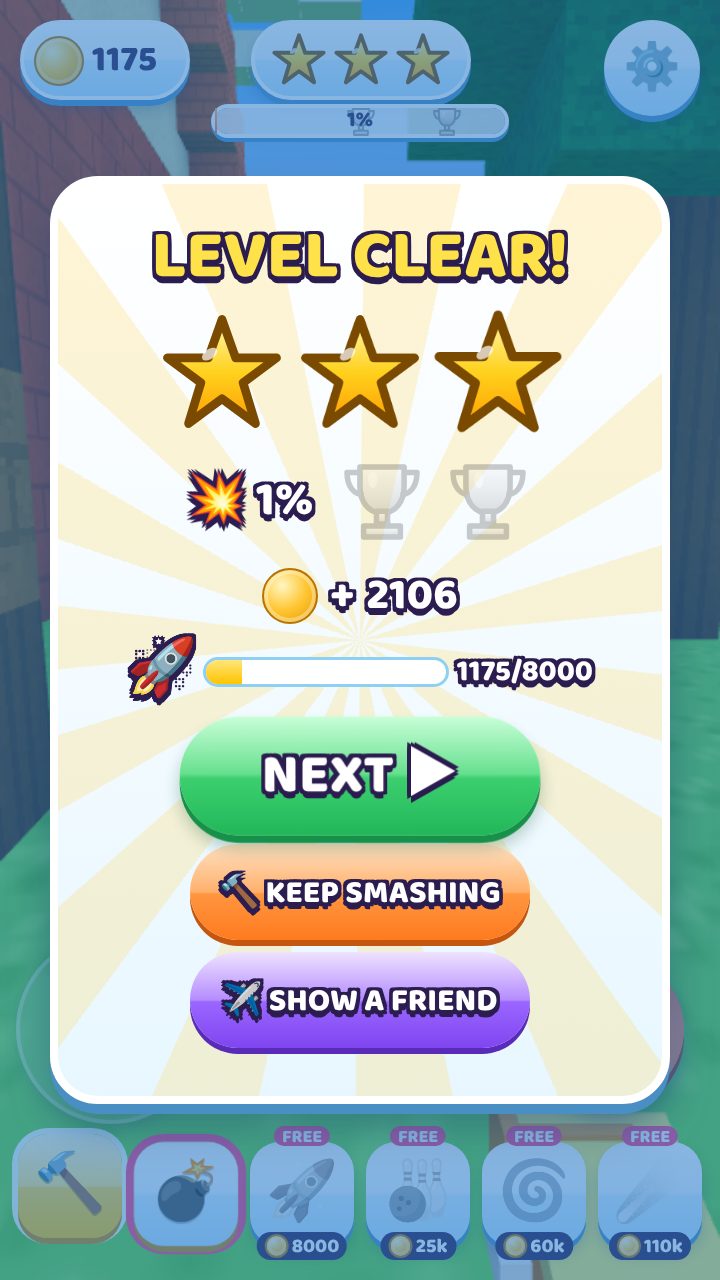 1175
1%
LEVEL CLEAR!
1%
+ 2106
1175/8000
NEXT
KEEP SMASHING
SHOW A FRIEND
FREE FREE FREE FREE
8000 25k 60k 110k